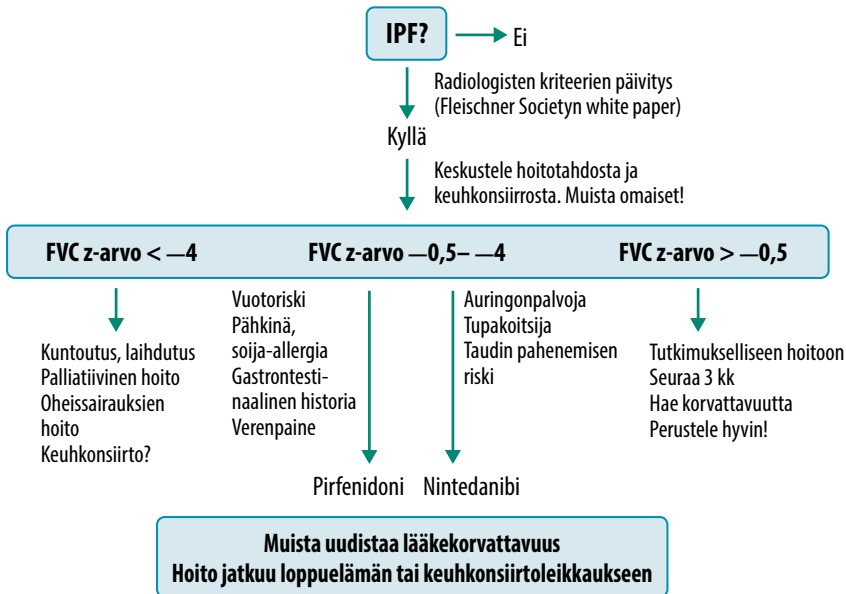 IPF?
Ei
Radiologisten kriteerien päivitys
(Fleischner Societyn white paper)
Kyllä
Keskustele hoitotahdosta ja
keuhkonsiirrosta. Muista omaiset!
FVC z-arvo < —4
FVC z-arvo —0,5– —4
FVC z-arvo > —0,5
Kuntoutus, laihdutus
Palliatiivinen hoito
Oheissairauksien
hoito
Keuhkonsiirto?
Vuotoriski
Pähkinä,
soija-allergia
Gastrontesti-
naalinen historia
Verenpaine
Auringonpalvoja
Tupakoitsija
Taudin pahenemisen
riski
Tutkimukselliseen hoitoon
Seuraa 3 kk
Hae korvattavuutta
Perustele hyvin!
Pirfenidoni
Nintedanibi
Muista uudistaa lääkekorvattavuus
Hoito jatkuu loppuelämän tai keuhkonsiirtoleikkaukseen